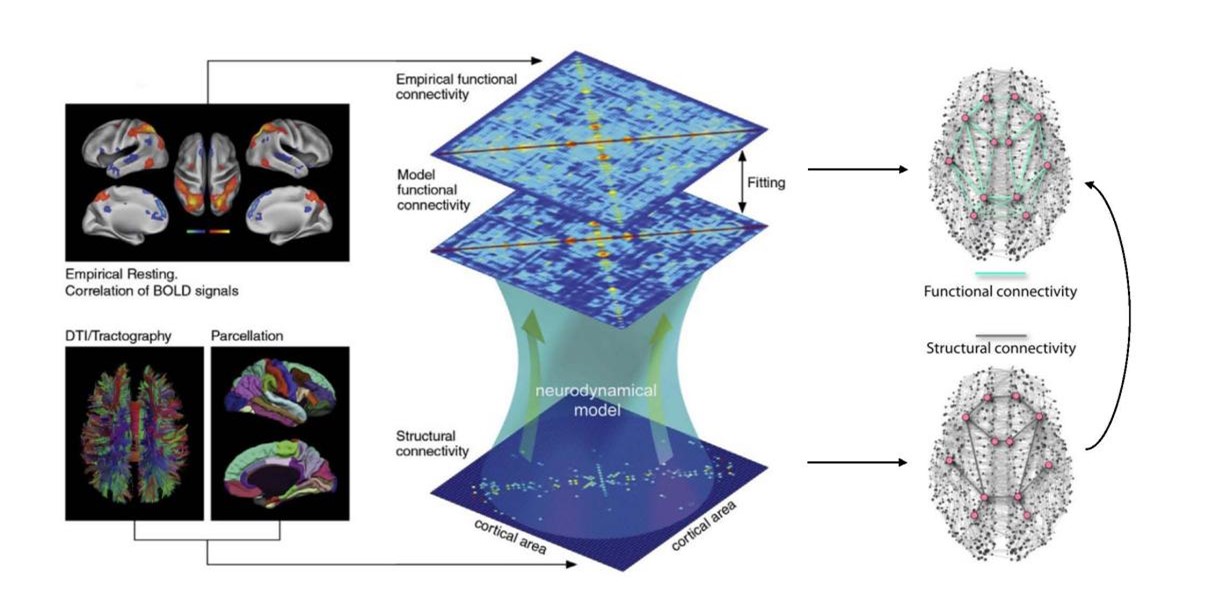 Empirical functional
connectivity
Model
functional
connectivity
Fitting
Empirical Resting.
Correlation of BOLD signals
DTI/Tractography
Parcellation
neurodynamical
model
Structural
connectivity
cortical area
cortical area
Functional connectivity
Structural connectivity